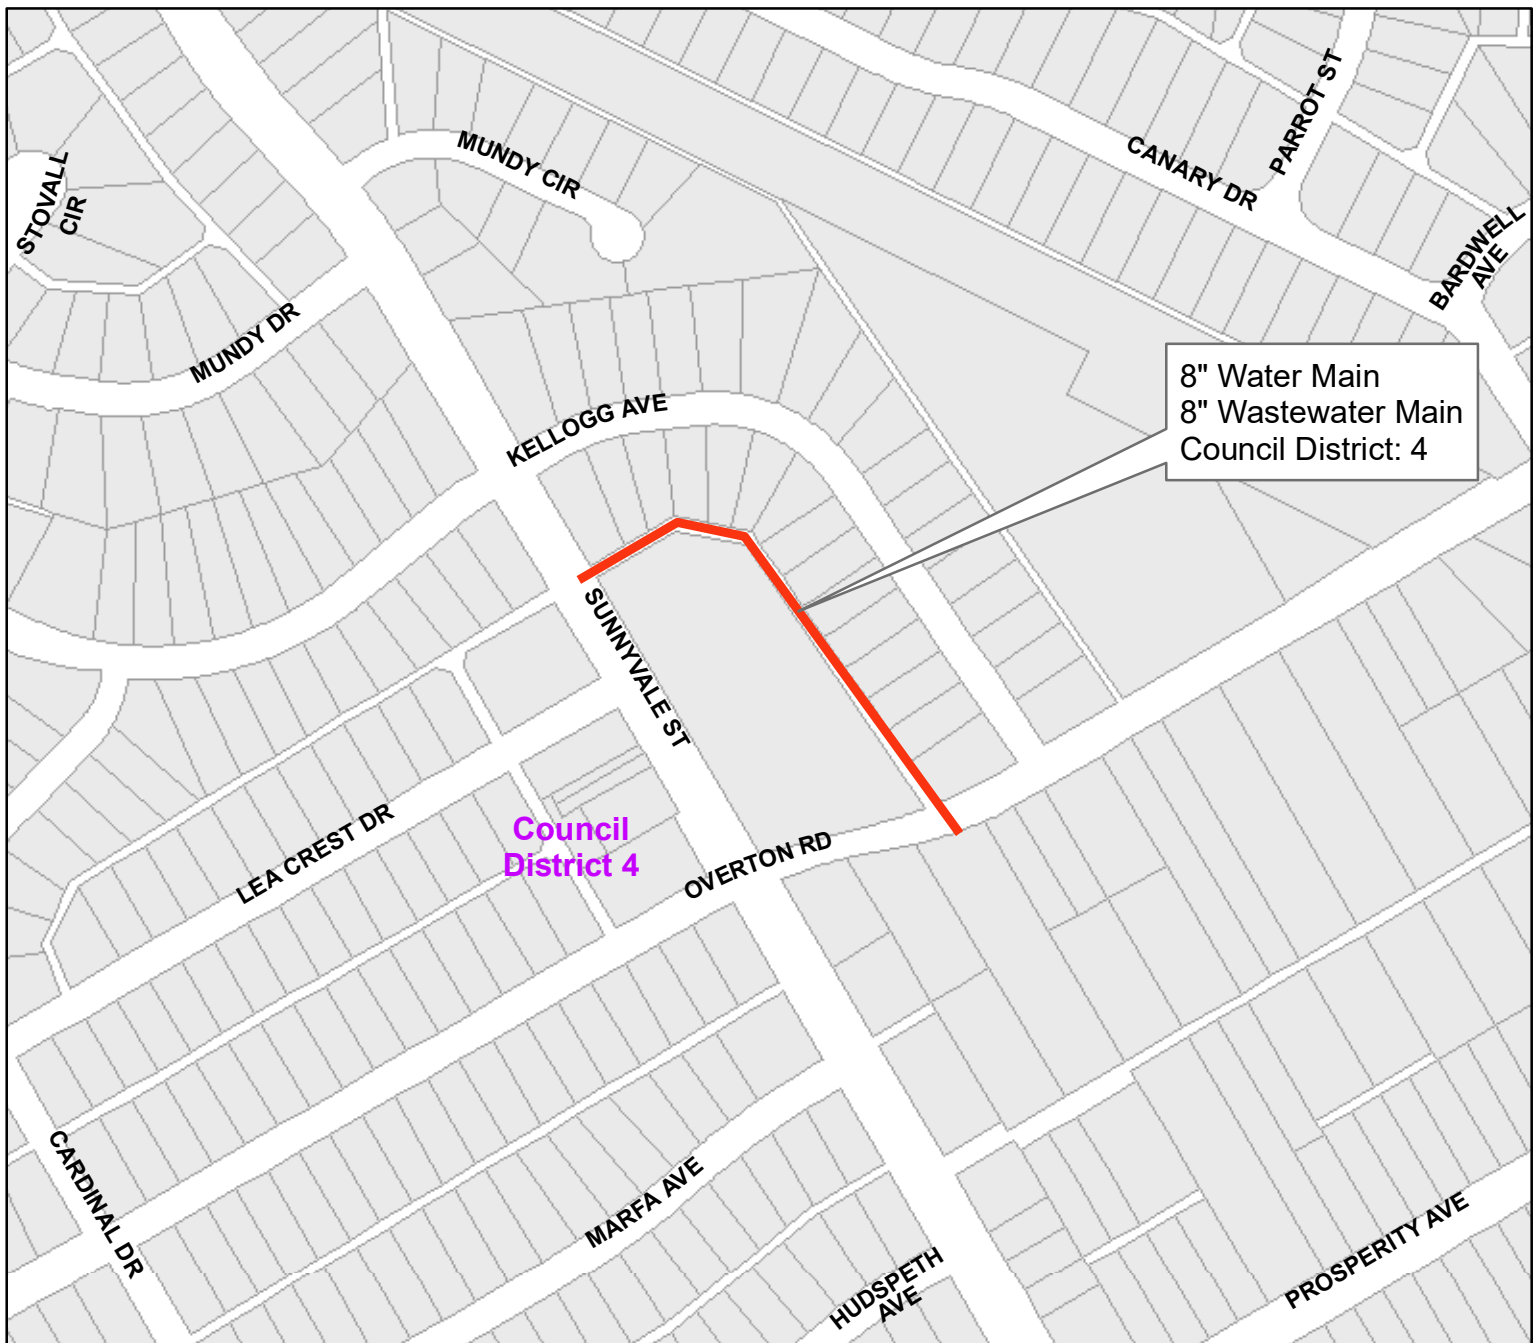 PARROT ST
MUNDY CIR
CANARY DR
STOVALL
CIR
BARDWELL
AVE
MUNDY DR
8" Water Main
8" Wastewater Main
Council District: 4
KELLOGG AVE
SUNNYVALE ST
Council
District 4
LEA CREST DR
OVERTON RD
CARDINAL DR
MARFA AVE
HUDSPETH
AVE
PROSPERITY AVE